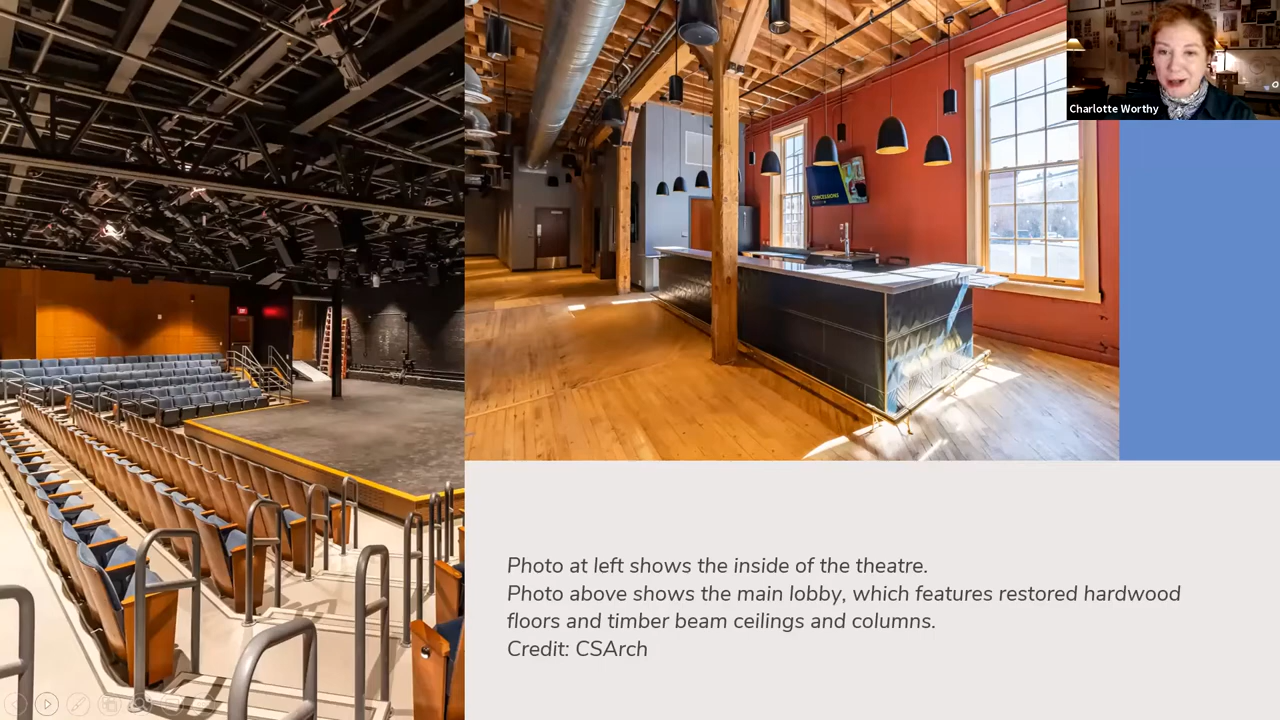 CONCESSIONS
Charlotte Worthy
Photo at left shows the inside of the theatre.
Photo above shows the main lobby, which features restored hardwood
floors and timber beam ceilings and columns.
Credit: CSArch